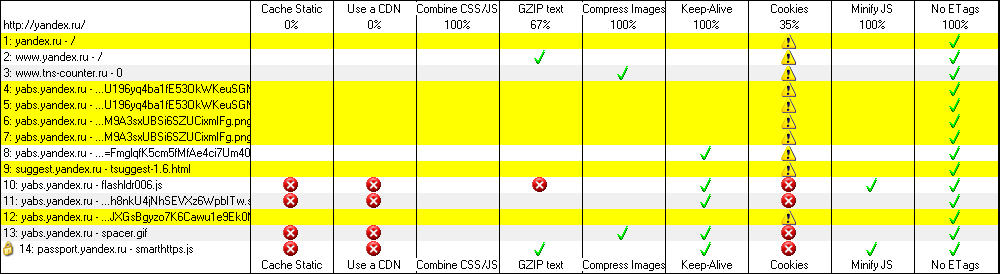 Cache Static Use a CDN Combine CSS/JS GZIP text Compress Images Keep-Alive Cookies Minify JS No ETags
http://yandex.ru/ 0% 0% 100% 67% 100% 100% 35% 100% 100%
1: yandex.ru - /
2: www.yandex.ru - /
3: www.tns-counter.ru - 0
4: yabs.yandex.ru - ...U196yq4ba1fE53OkWKeuSGN
5: yabs.yandex.ru - ...U196yq4ba1fE53OkWKeuSGN
6: yabs.yandex.ru - ...M9A3sxUBSi6SZUCixmIFg.png
7: yabs.yandex.ru - ...M9A3sxUBSi6SZUCixmIFg.png
8: yabs.yandex.ru - ...=FmglqfK5cm5fMfAe4ci7Um40
9: suggest.yandex.ru - tsuggest-1.6.html
10: yabs.yandex.ru - flashldr006.js
11: yabs.yandex.ru - ...h8nkU4jNhSEVXz6WpbITw.s
12: yabs.yandex.ru - ...JXGsBgyzo7K6Cawu1e9Ek0N
13: yabs.yandex.ru - spacer.gif
14: passport.yandex.ru - smarthttps.js
Cache Static Use a CDN Combine CSS/JS GZIP text Compress Images Keep-Alive Cookies Minify JS No ETags